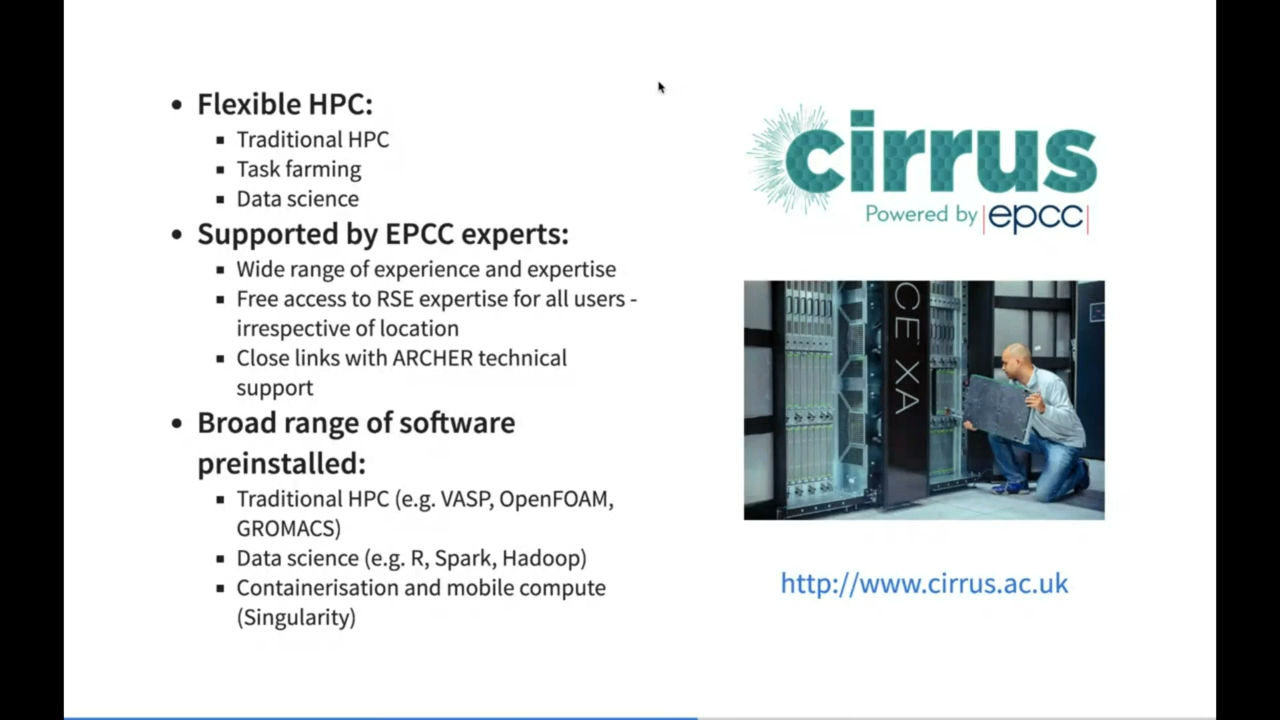 Flexible HPC:
Traditional HPC
Task farming
Data science
Supported by EPCC experts:
Wide range of experience and expertise
Free access to RSE expertise for all users -
irrespective of location
Close links with ARCHER technical
support
Broad range of software
preinstalled:
Traditional HPC (e.g. VASP, OpenFOAM,
GROMACS)
Data science (e.g. R, Spark, Hadoop)
Containerisation and mobile compute
(Singularity)
cirrus
Powered by |epcc|
CE XA
http://www.cirrus.ac.uk